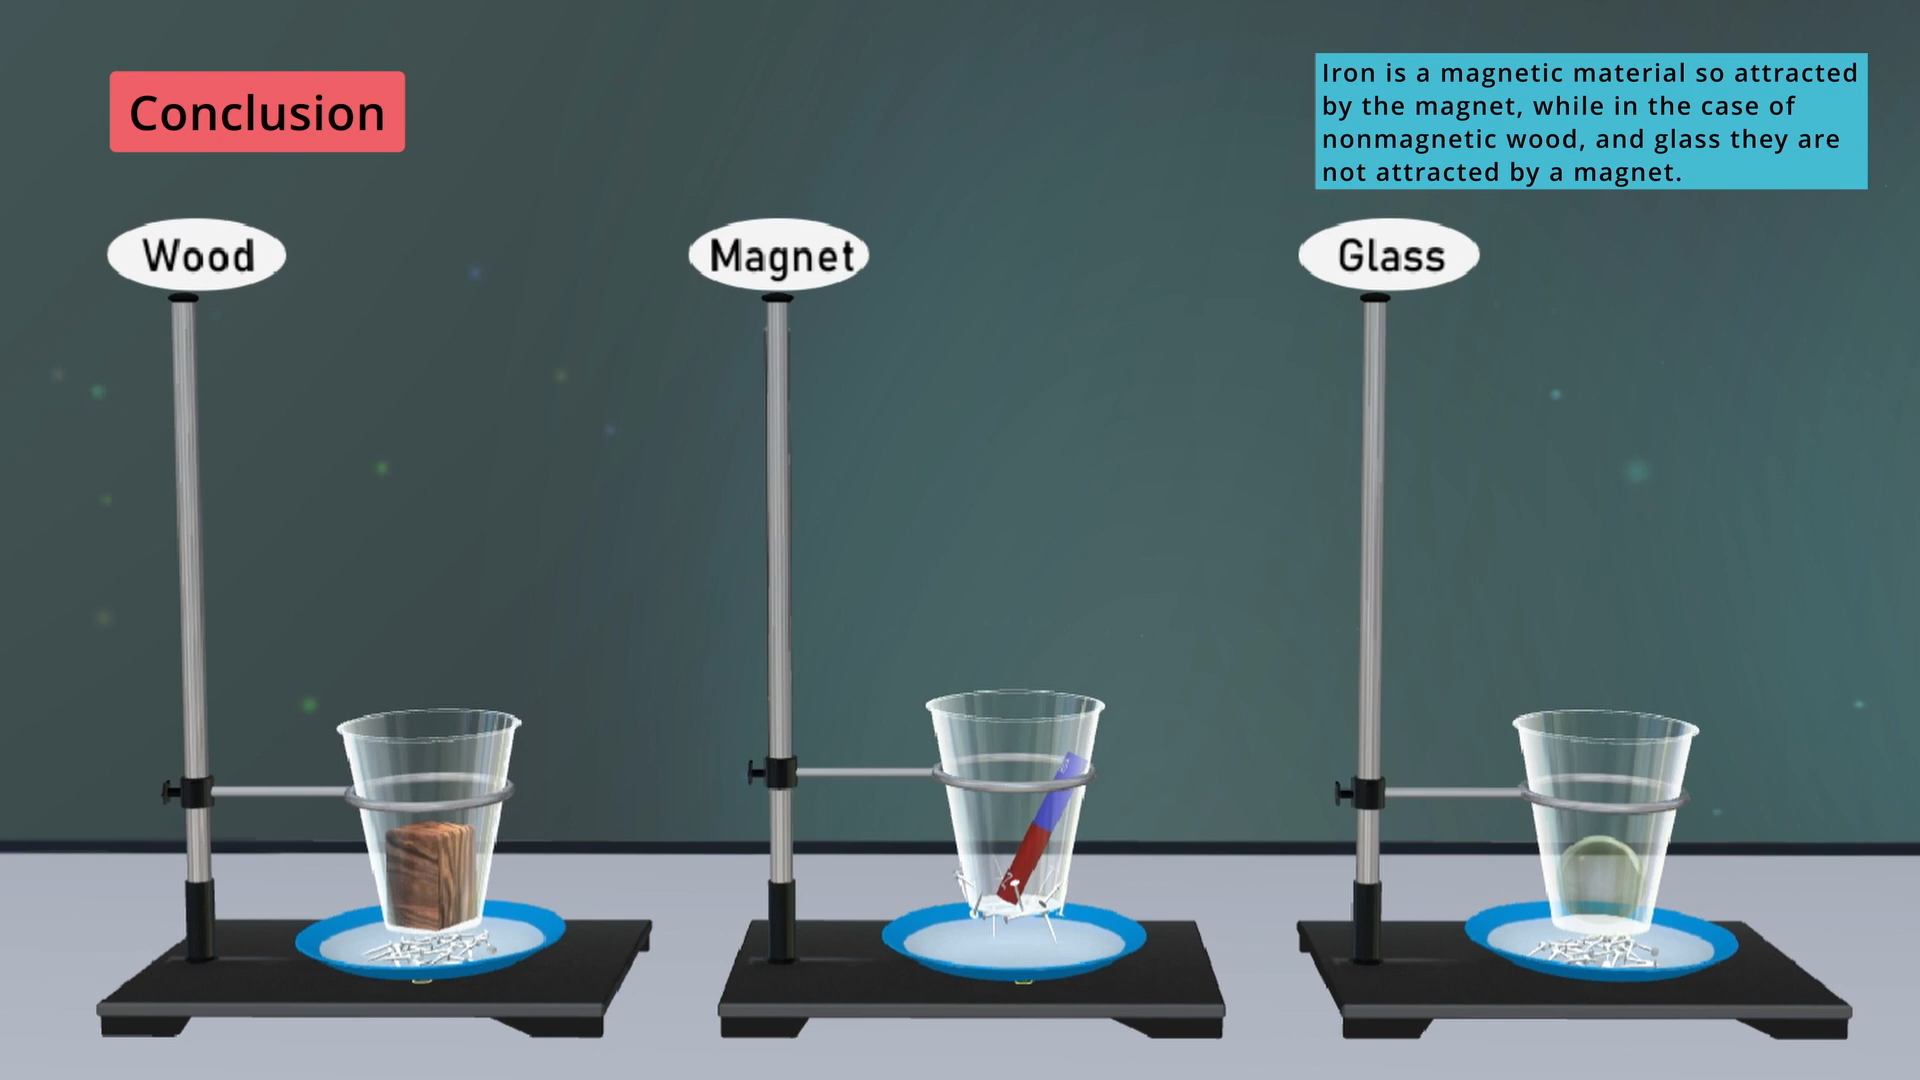 Conclusion
Iron is a magnetic material so attracted
by the magnet, while in the case of
nonmagnetic wood, and glass they are
not attracted by a magnet.
Wood
Magnet
Glass